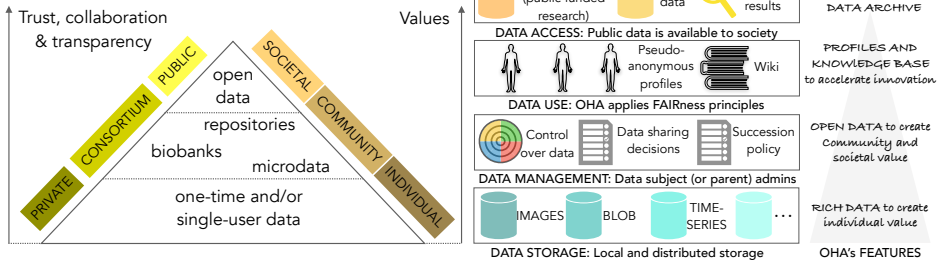 Trust, collaboration
& transparency
Values
PUBLIC
CONSORTIUM
PRIVATE
SOCIETAL
COMMUNITY
INDIVIDUAL
open
data
repositories
biobanks
microdata
one-time and/or
single-user data
(public funded
research)
data
results
DATA ACCESS: Public data is available to society
Pseudo-
anonymous
profiles
Wiki
DATA USE: OHA applies FAIRness principles
Control
over data
Data sharing
decisions
Succession
policy
DATA MANAGEMENT: Data subject (or parent) admins
IMAGES
BLOB
TIME-
SERIES
...
DATA STORAGE: Local and distributed storage
DATA ARCHIVE
PROFILES AND
KNOWLEDGE BASE
to accelerate innovation
OPEN DATA to create
Community and
societal value
RICH DATA to create
individual value
OHA's FEATURES